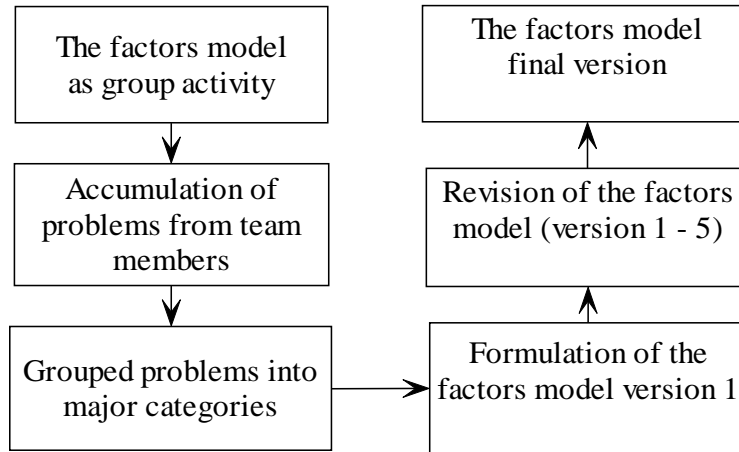 The factors model
as group activity
Accumulation of
problems from team
members
Grouped problems into
major categories
Formulation of the
factors model version 1
Revision of the factors
model (version 1 - 5)
The factors model
final version